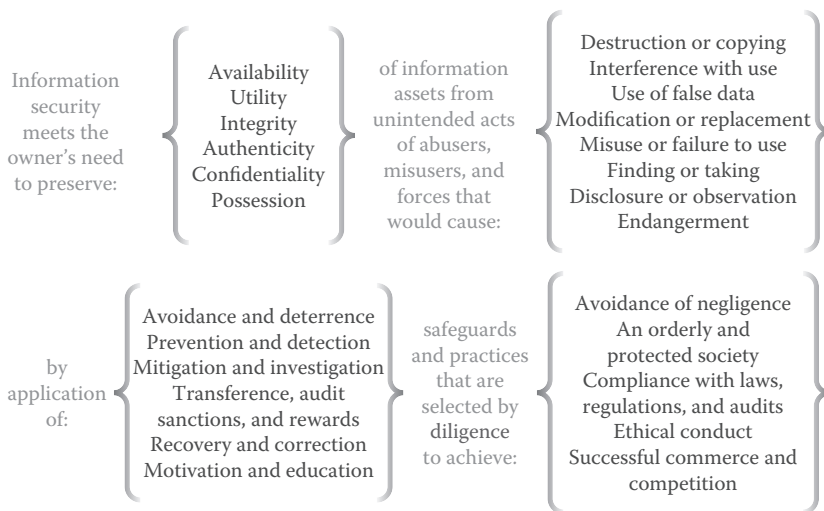 Information
security
meets the
owner's need
to preserve:
Availability
Utility
Integrity
Authenticity
Confidentiality
Possession
of information
assets from
unintended acts
of abusers,
misusers, and
forces that
would cause:
Destruction or copying
Interference with use
Use of false data
Modification or replacement
Misuse or failure to use
Finding or taking
Disclosure or observation
Endangerment
by
application
of:
Avoidance and deterrence
Prevention and detection
Mitigation and investigation
Transference, audit
sanctions, and rewards
Recovery and correction
Motivation and education
safeguards
and practices
that are
selected by
diligence
to achieve:
Avoidance of negligence
An orderly and
protected society
Compliance with laws,
regulations, and audits
Ethical conduct
Successful commerce and
competition